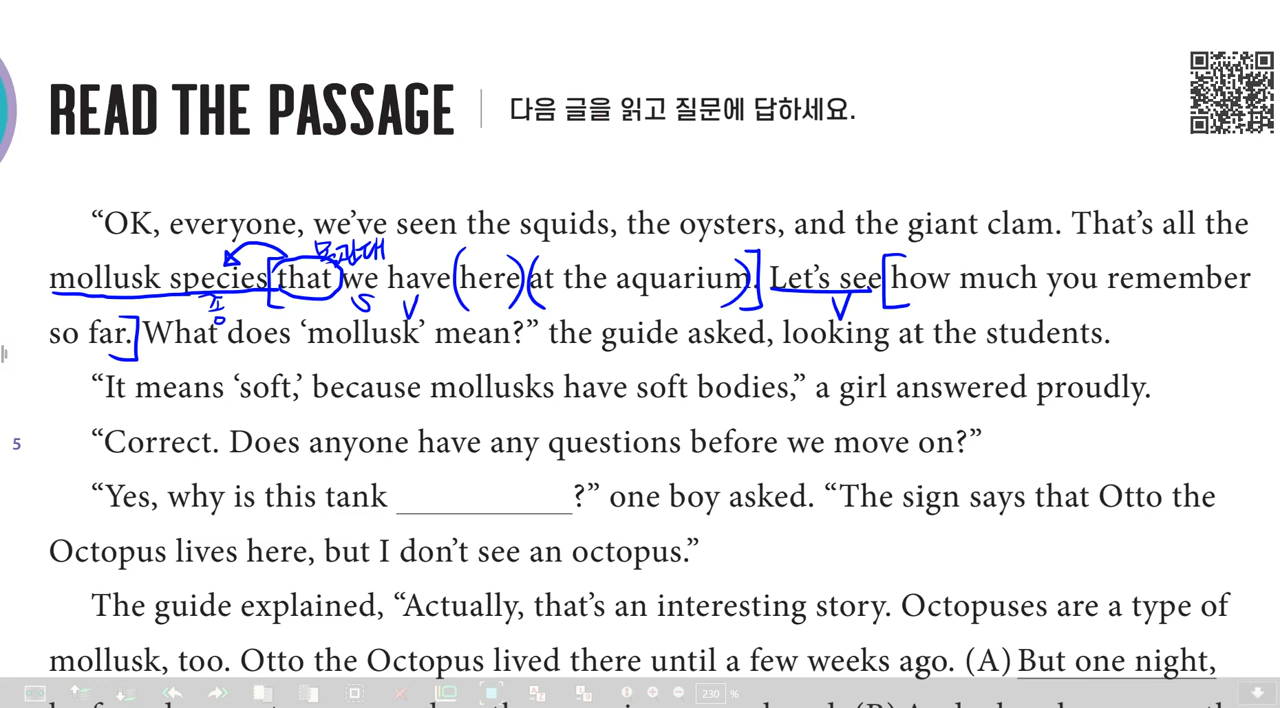 READ THE PASSAGE
다음 글을 읽고 질문에 답하세요.
“OK, everyone, we’ve seen the squids, the oysters, and the giant clam. That’s all the
목관대
mollusk species that we have here at the aquarium. Let’s see how much you remember
종 S V V
so far. What does ‘mollusk’ mean?” the guide asked, looking at the students.
“It means ‘soft,’ because mollusks have soft bodies,” a girl answered proudly.
5 “Correct. Does anyone have any questions before we move on?”
“Yes, why is this tank ____________?” one boy asked. “The sign says that Otto the
Octopus lives here, but I don’t see an octopus.”
The guide explained, “Actually, that’s an interesting story. Octopuses are a type of
mollusk, too. Otto the Octopus lived there until a few weeks ago. (A) But one night,
230 %